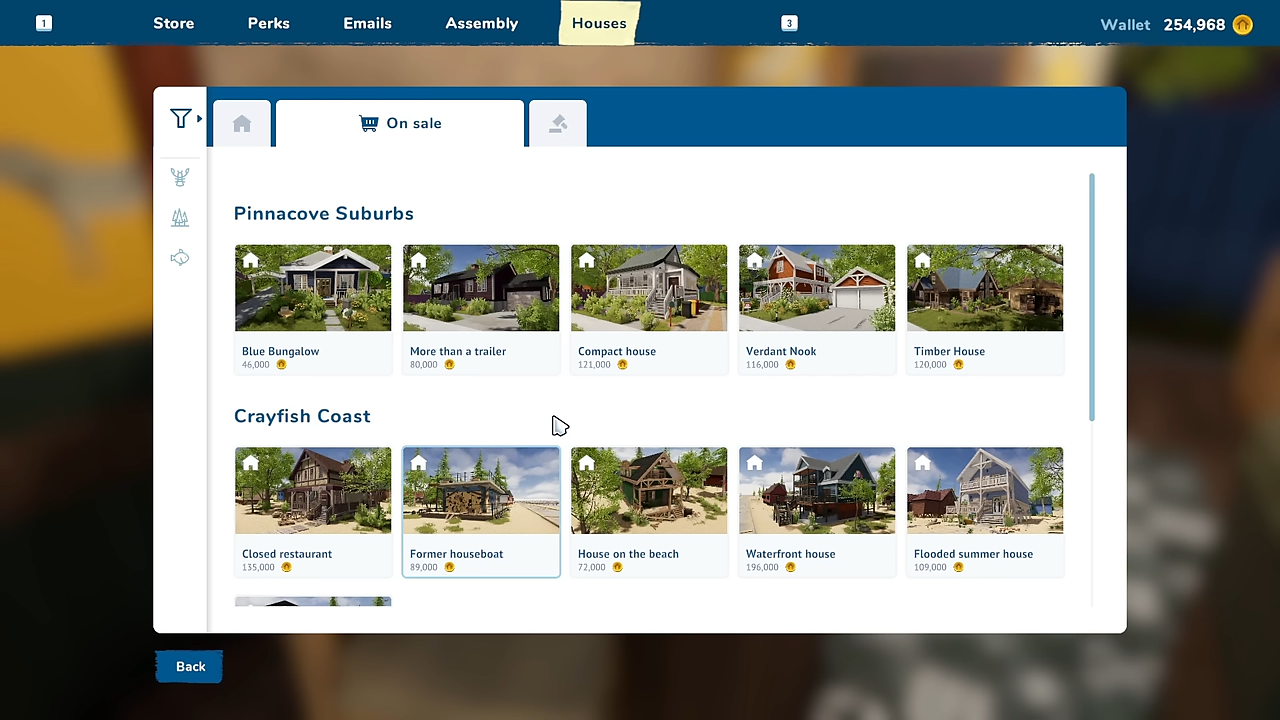 1 Store Perks Emails Assembly Houses 3 Wallet 254,968
On sale
Pinnacove Suburbs
Blue Bungalow
46,000
More than a trailer
80,000
Compact house
121,000
Verdant Nook
116,000
Timber House
120,000
Crayfish Coast
Closed restaurant
135,000
Former houseboat
89,000
House on the beach
72,000
Waterfront house
196,000
Flooded summer house
109,000
Back